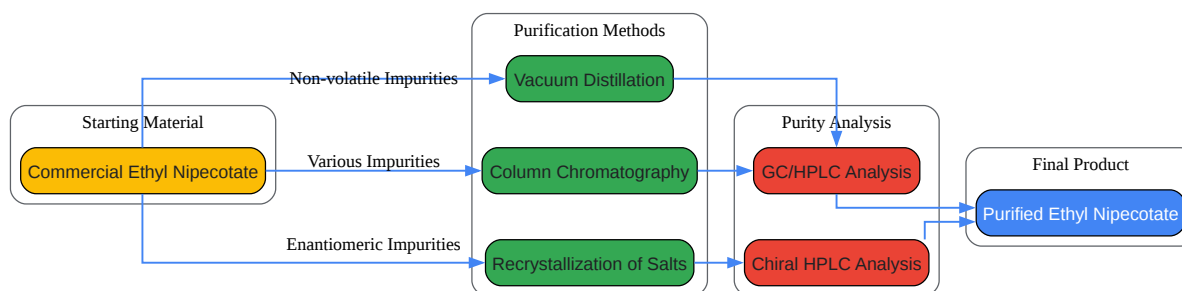 Purification Methods
Non-volatile Impurities
Vacuum Distillation
Starting Material
Purity Analysis
Commercial Ethyl Nipecotate
Various Impurities
Column Chromatography
GC/HPLC Analysis
Final Product
Purified Ethyl Nipecotate
Enantiomeric Impurities
Recrystallization of Salts
Chiral HPLC Analysis